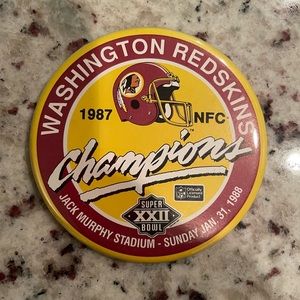 WASHINGTON REDSKINS
1987 NFC
Champions
SUPER
XXII
BOWL
Officially
Licensed
Product
JACK MURPHY STADIUM - SUNDAY JAN. 31, 1988